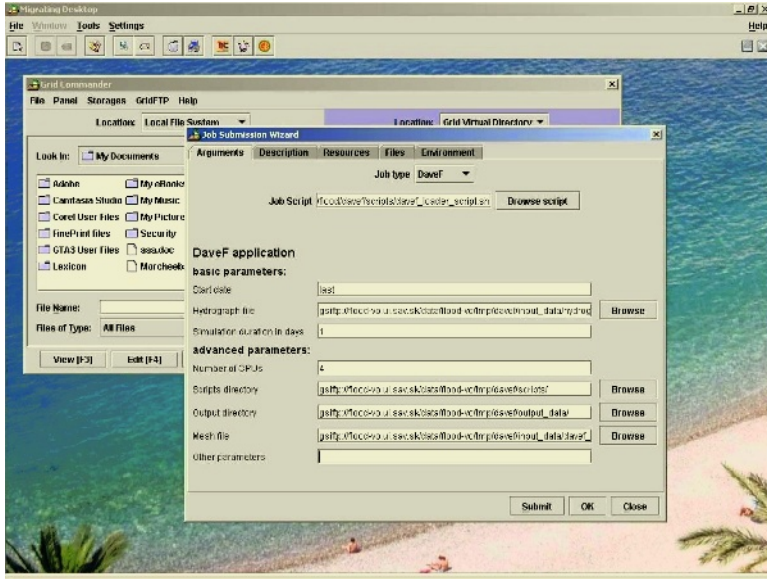 Migrating Desktop
File Window Tools Settings Help
Grid Commander
File Panel Storages GridFTP Help
Location: Local File System Location: Grid Virtual Directory
Job Submission Wizard
Look In: My Documents
Arguments Description Resources Files Environment
Job type DaveF
Adobe My eBooks
Camtasia Studio My Music
Job Script Browse script
Corel User Files My Picture
FinePrint files Security
GTA3 User Files aaa.doc
Lexicon
DaveF application
basic parameters:
Start date last
File Name:
Hydrograph file Browse
Files of Type: All Files
Simulation duration in days 1
advanced parameters:
View [F3] Edit [F4]
Number of CPUs 4
Scripts directory Browse
Output directory Browse
Mesh file Browse
Other parameters
Submit OK Close